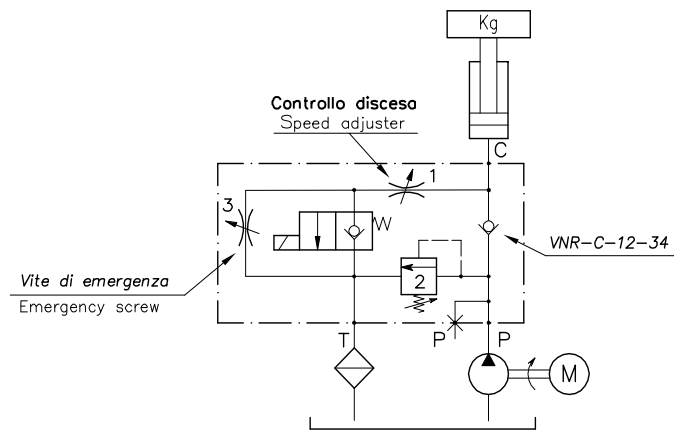 Kg
Controllo discesa
Speed adjuster
C
1
3
VNR-C-12-34
2
Vite di emergenza
Emergency screw
T
P
P
M